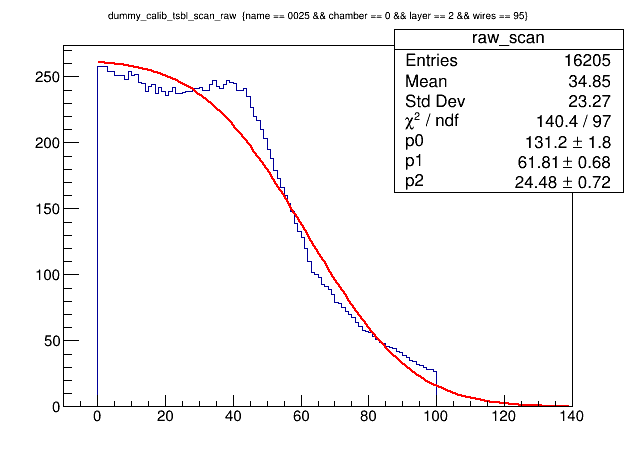 dummy_calib_tsbl_scan_raw {name == 0025 && chamber == 0 && layer == 2 && wires == 95}
raw_scan
Entries 16205
Mean 34.85
Std Dev 23.27
χ² / ndf 140.4 / 97
p0 131.2 ± 1.8
p1 61.81 ± 0.68
p2 24.48 ± 0.72
250
200
150
100
50
0
0 20 40 60 80 100 120 140